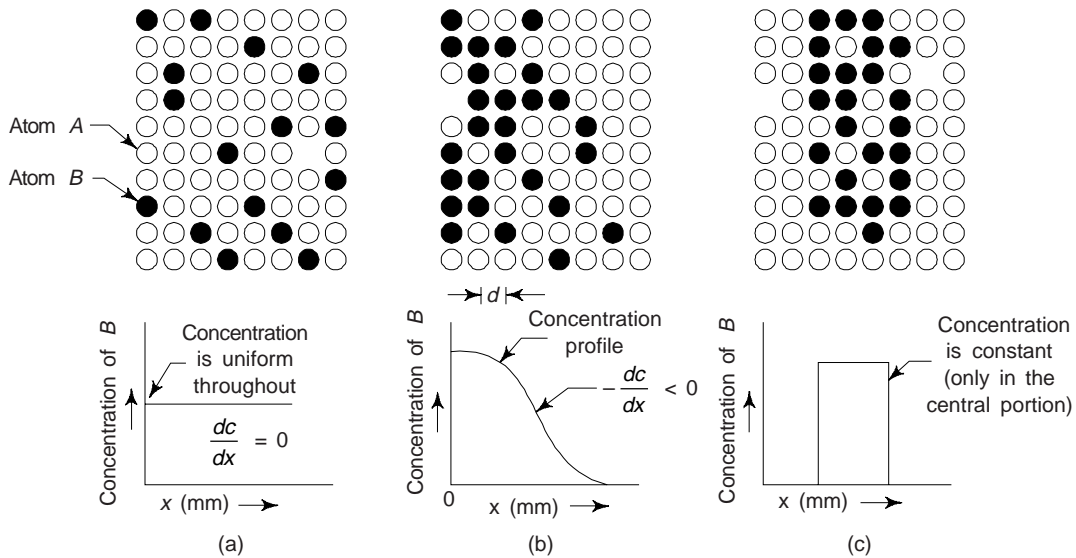 Atom A
Atom B
d
Concentration of B
Concentration
is uniform
throughout
dc
dx
= 0
x (mm)
(a)
Concentration of B
Concentration
profile
− dc
dx
< 0
0
x (mm)
(b)
Concentration of B
Concentration
is constant
(only in the
central portion)
x (mm)
(c)